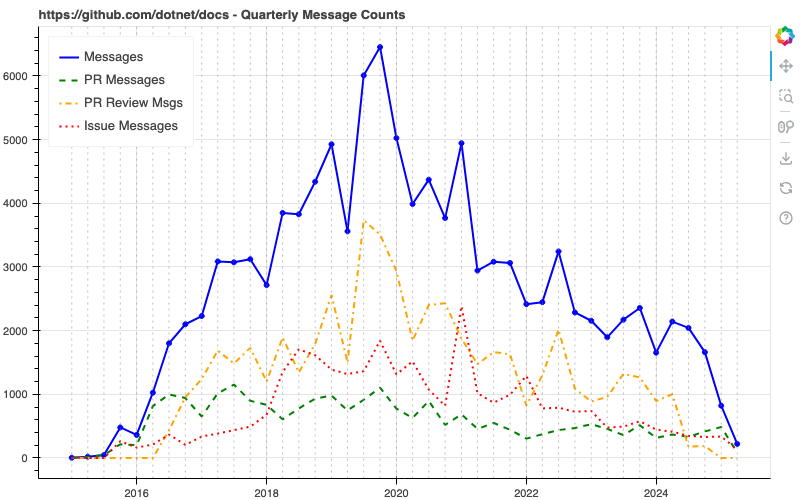 https://github.com/dotnet/docs - Quarterly Message Counts
Messages
PR Messages
PR Review Msgs
Issue Messages
6000
5000
4000
3000
2000
1000
0
2016
2018
2020
2022
2024